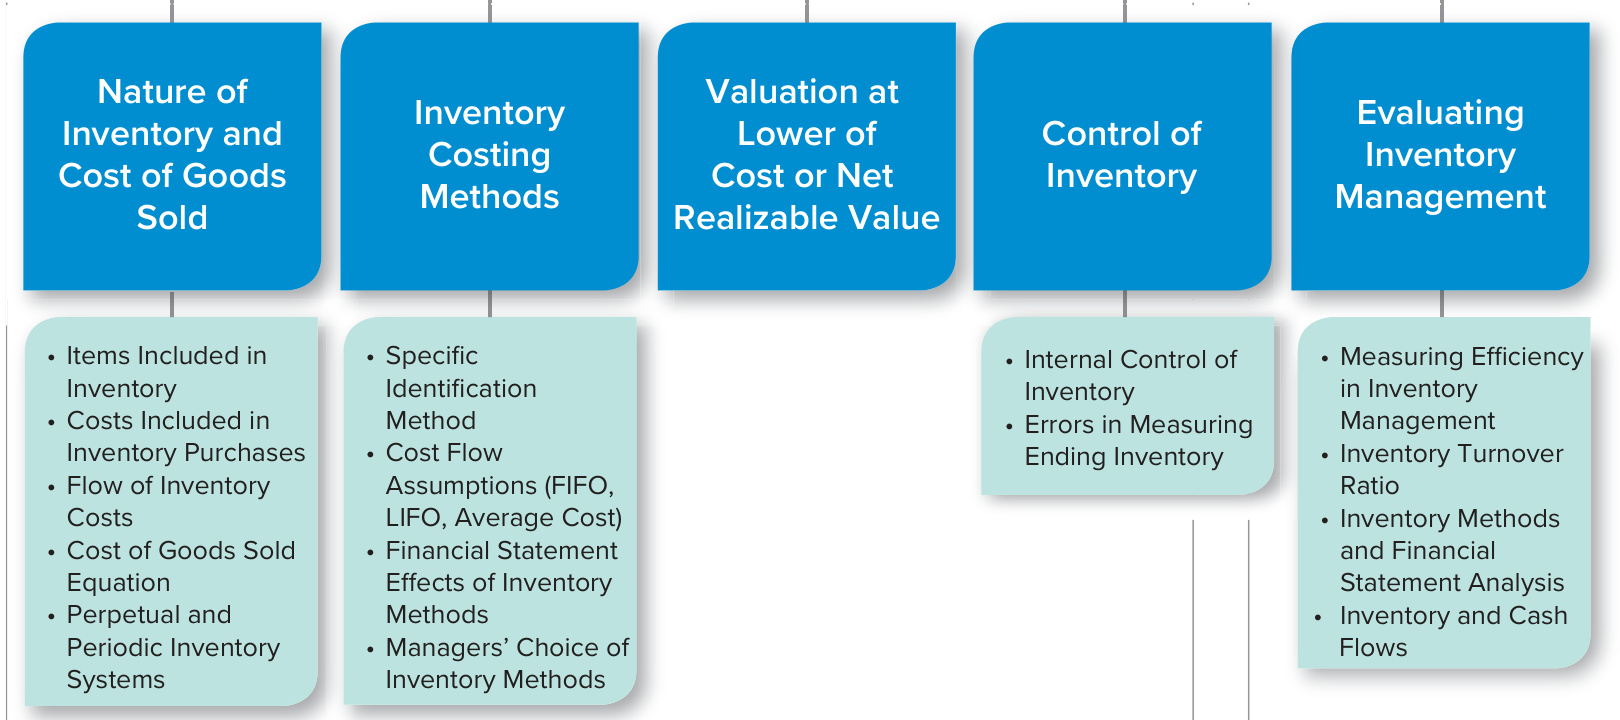 Nature of
Inventory and
Cost of Goods
Sold
Inventory
Costing
Methods
Valuation at
Lower of
Cost or Net
Realizable Value
Control of
Inventory
Evaluating
Inventory
Management
• Items Included in
Inventory
• Costs Included in
Inventory Purchases
• Flow of Inventory
Costs
• Cost of Goods Sold
Equation
• Perpetual and
Periodic Inventory
Systems
• Specific
Identification
Method
• Cost Flow
Assumptions (FIFO,
LIFO, Average Cost)
• Financial Statement
Effects of Inventory
Methods
• Managers’ Choice of
Inventory Methods
• Internal Control of
Inventory
• Errors in Measuring
Ending Inventory
• Measuring Efficiency
in Inventory
Management
• Inventory Turnover
Ratio
• Inventory Methods
and Financial
Statement Analysis
• Inventory and Cash
Flows